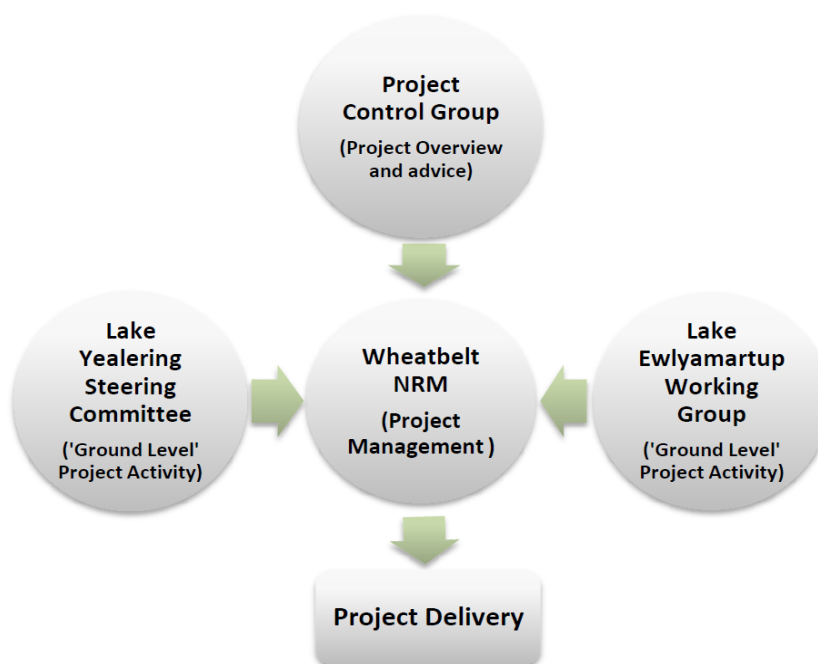 Project
Control Group
(Project Overview
and advice)
Lake
Yealering
Steering
Committee
('Ground Level'
Project Activity)
Wheatbelt
NRM
(Project
Management)
Lake
Ewlyamartup
Working
Group
('Ground Level'
Project Activity)
Project Delivery